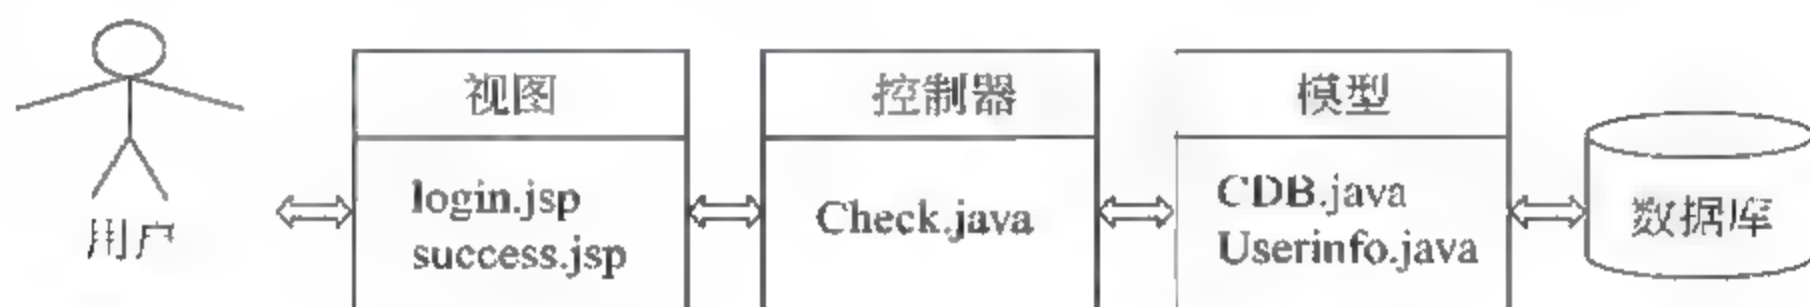 用户
视图
login.jsp
success.jsp
控制器
Check.java
模型
CDB.java
Userinfo.java
数据库